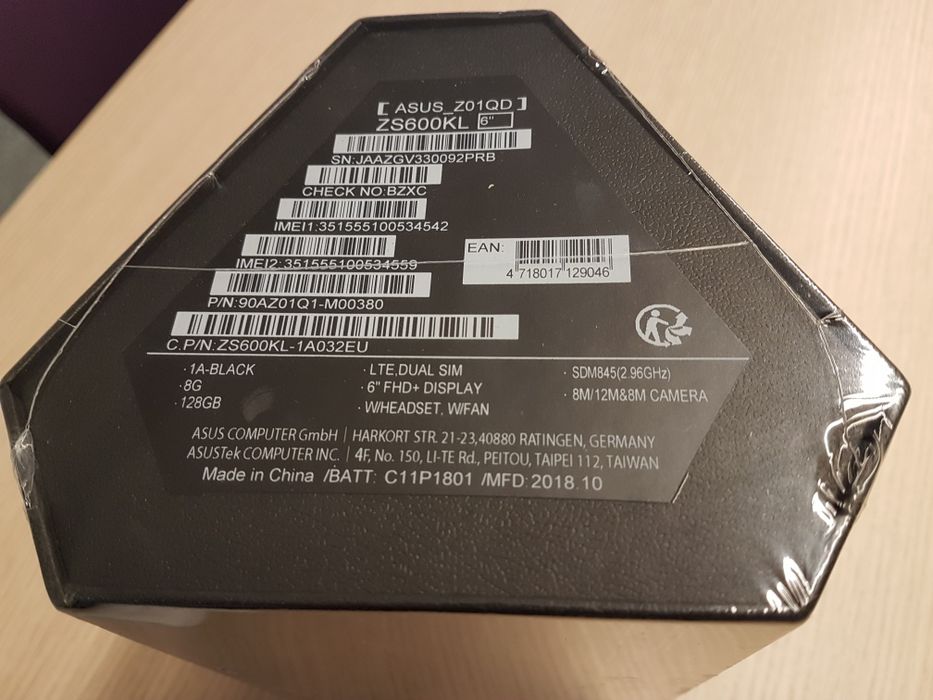 [ ASUS_Z01QD ]
ZS600KL 6"
SN:JAAZGV330092PRB
CHECK NO:BZXC
IMEI1:351555100534542
IMEI2:351555100534559
EAN:
4 718017 129046
P/N:90AZ01Q1-M00380
C.P/N:ZS600KL-1A032EU
· 1A-BLACK
· 8G
· 128GB
· LTE,DUAL SIM
· 6" FHD+ DISPLAY
· W/HEADSET, W/FAN
· SDM845(2.96GHz)
· 8M/12M&8M CAMERA
ASUS COMPUTER GmbH | HARKORT STR. 21-23,40880 RATINGEN, GERMANY
ASUSTek COMPUTER INC. | 4F, No. 150, LI-TE Rd., PEITOU, TAIPEI 112, TAIWAN
Made in China /BATT: C11P1801 /MFD: 2018.10